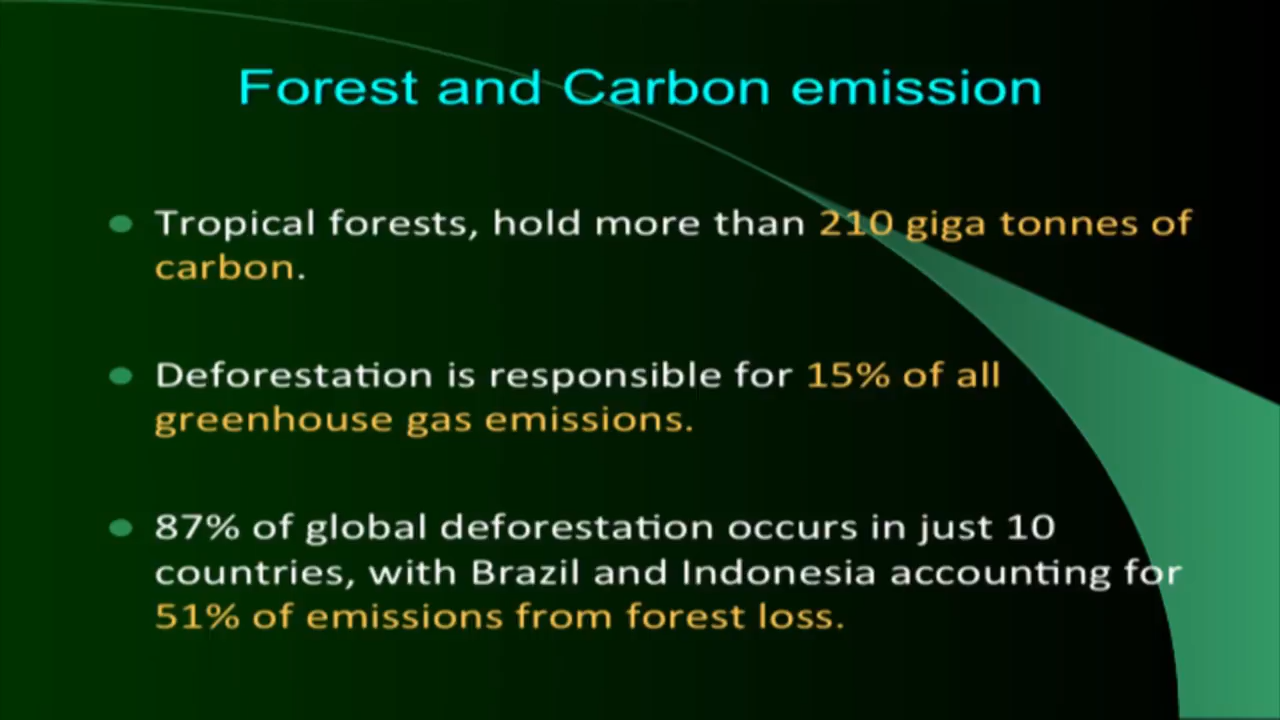 Forest and Carbon emission
Tropical forests, hold more than 210 giga tonnes of
carbon.
Deforestation is responsible for 15% of all
greenhouse gas emissions.
87% of global deforestation occurs in just 10
countries, with Brazil and Indonesia accounting for
51% of emissions from forest loss.